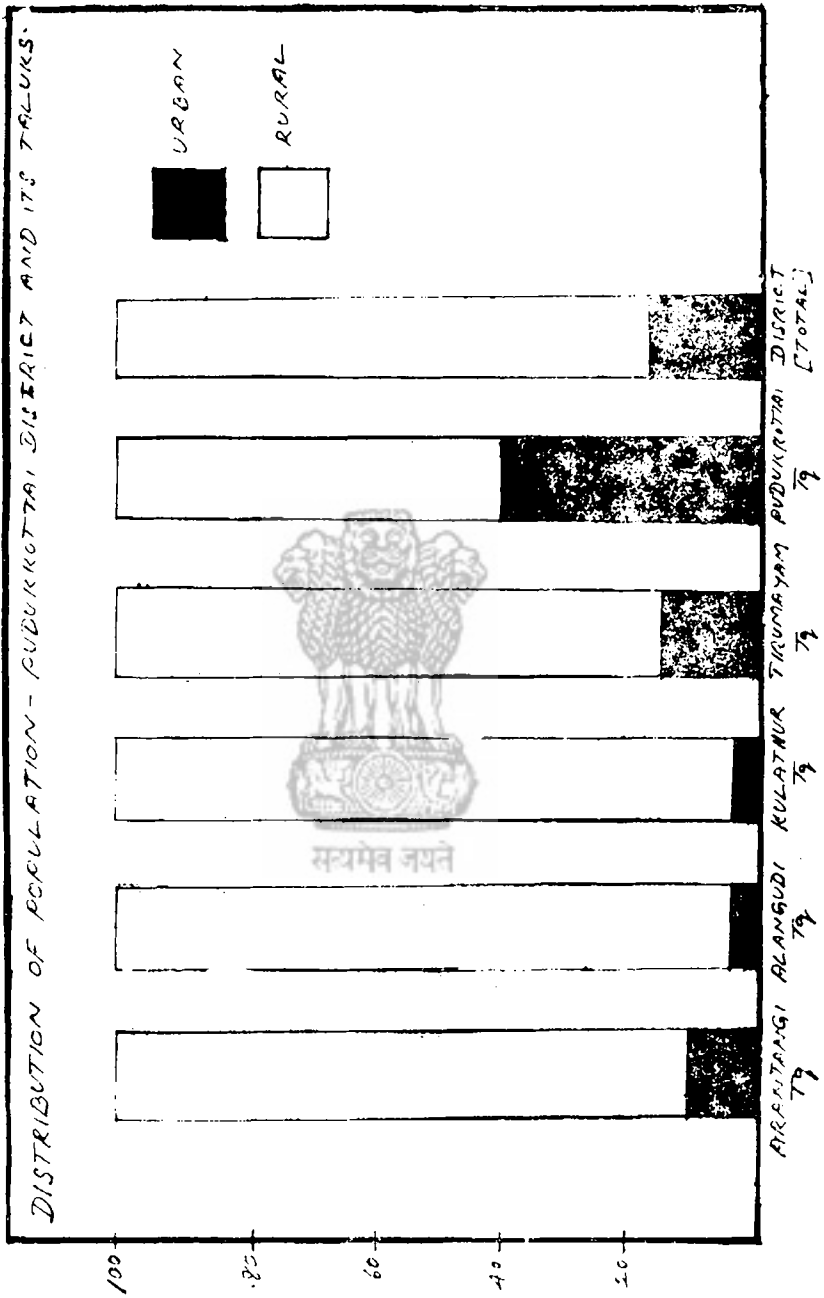 DISTRIBUTION OF POPULATION - PUDUKKOTTAI DISTRICT AND ITS TALUKS.
URBAN
RURAL
100
80
60
40
20
ARANTANGI Tq
ALANGUDI Tq
KULATHUR Tq
TIRUMAYAM Tq
PUDUKKOTTAI Tq
DISRICT
[TOTAL]
सत्यमेव जयते